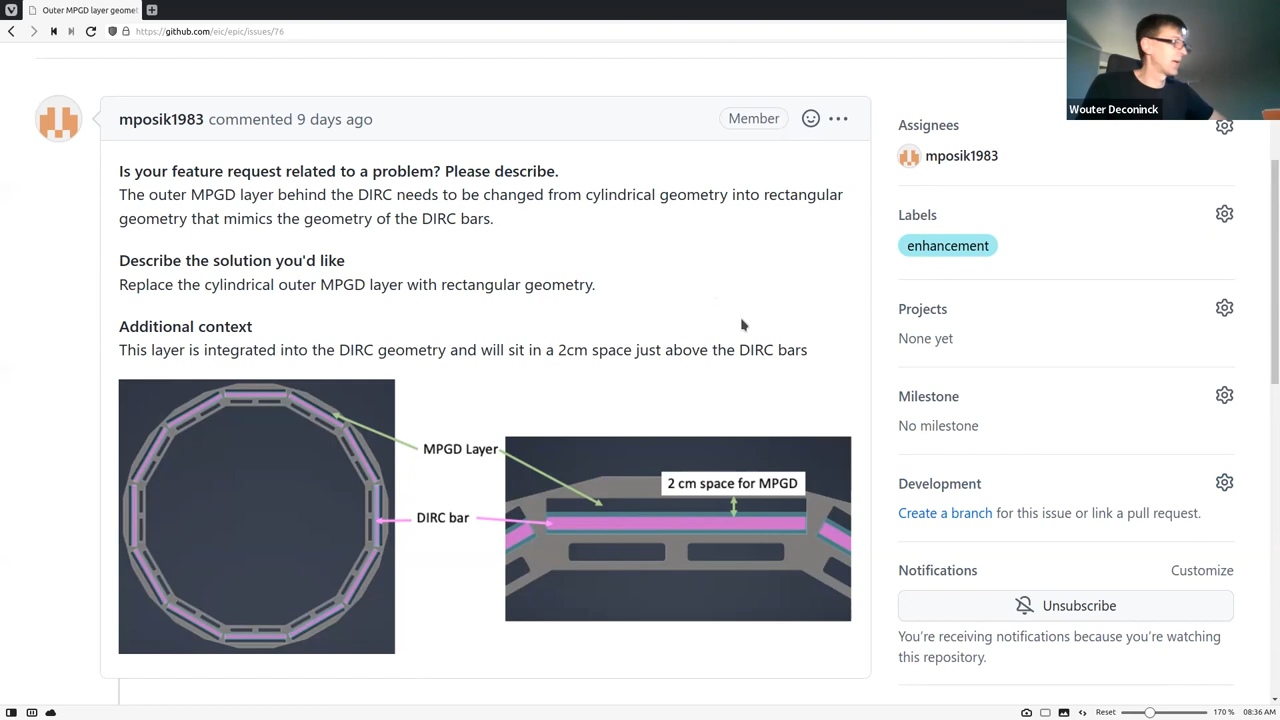 Outer MPGD layer geomet
https://github.com/eic/epic/issues/76
Wouter Deconinck
mposik1983 commented 9 days ago
Member
Is your feature request related to a problem? Please describe.
The outer MPGD layer behind the DIRC needs to be changed from cylindrical geometry into rectangular
geometry that mimics the geometry of the DIRC bars.
Describe the solution you'd like
Replace the cylindrical outer MPGD layer with rectangular geometry.
Additional context
This layer is integrated into the DIRC geometry and will sit in a 2cm space just above the DIRC bars
MPGD Layer
2 cm space for MPGD
DIRC bar
Assignees
mposik1983
Labels
enhancement
Projects
None yet
Milestone
No milestone
Development
Create a branch for this issue or link a pull request.
Notifications
Customize
Unsubscribe
You're receiving notifications because you're watching
this repository.
Reset
170 %
08:36 AM